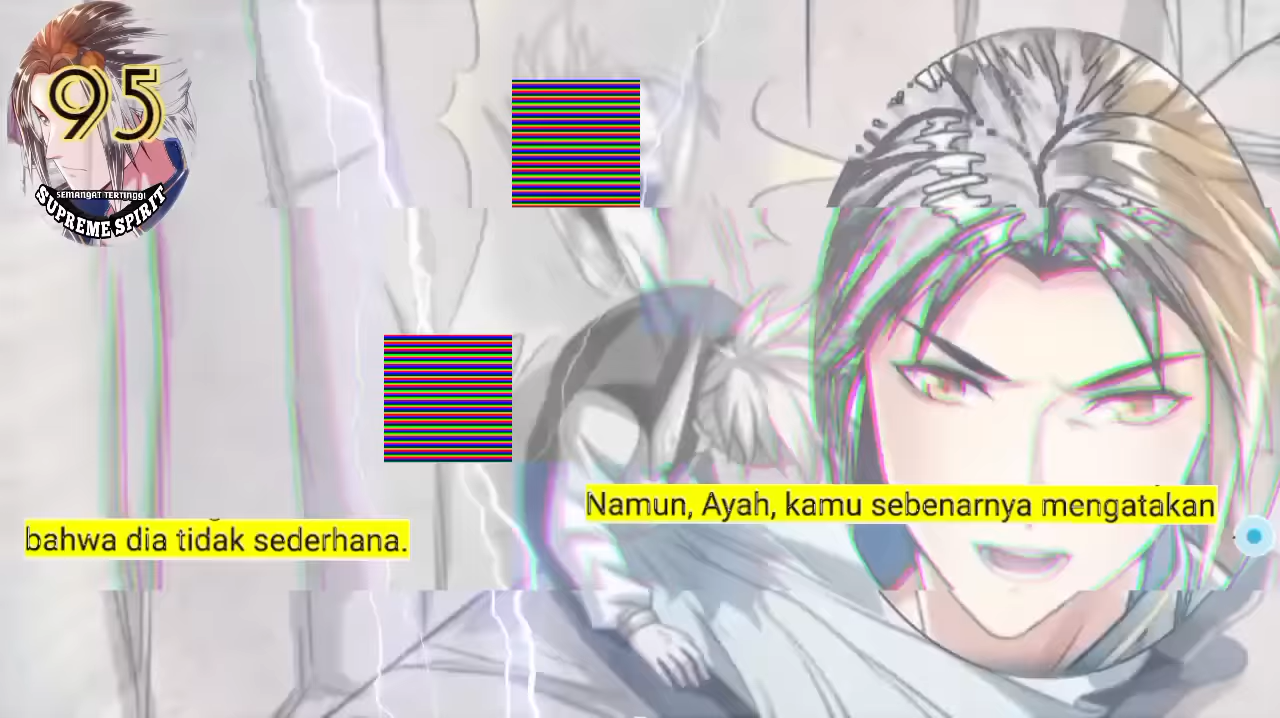 95
SEMANGAT TERTINGGI
SUPREME SPIRIT
Namun, Ayah, kamu sebenarnya mengatakan
bahwa dia tidak sederhana.